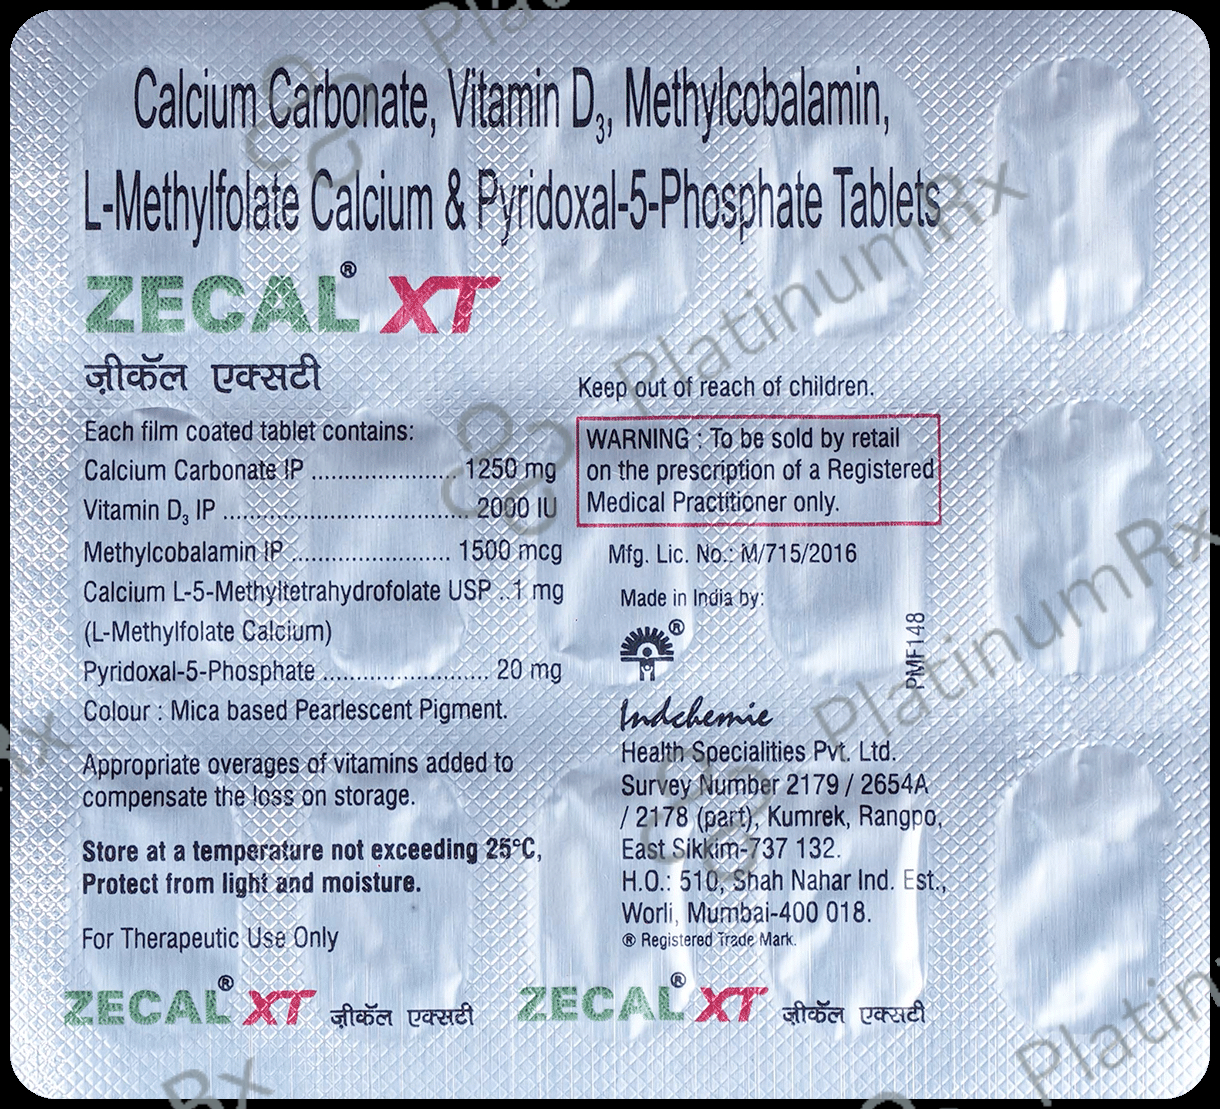 Calcium Carbonate, Vitamin D3, Methylcobalamin,
L-Methylfolate Calcium & Pyridoxal-5-Phosphate Tablets
ZECAL® XT
ज़ीकॅल एक्सटी
Each film coated tablet contains:
Calcium Carbonate IP ...................... 1250 mg
Vitamin D3 IP ..................................... 2000 IU
Methylcobalamin IP ........................ 1500 mcg
Calcium L-5-Methyltetrahydrofolate USP ..1 mg
(L-Methylfolate Calcium)
Pyridoxal-5-Phosphate ......................... 20 mg
Colour : Mica based Pearlescent Pigment.
Appropriate overages of vitamins added to
compensate the loss on storage.
Store at a temperature not exceeding 25°C,
Protect from light and moisture.
For Therapeutic Use Only
Keep out of reach of children.
WARNING : To be sold by retail
on the prescription of a Registered
Medical Practitioner only.
Mfg. Lic. No.: M/715/2016
Made in India by:
®
PMF148
Indchemie
Health Specialities Pvt. Ltd.
Survey Number 2179 / 2654A
/ 2178 (part), Kumrek, Rangpo,
East Sikkim-737 132.
H.O.: 510, Shah Nahar Ind. Est.,
Worli, Mumbai-400 018.
® Registered Trade Mark.
ZECAL® XT ज़ीकॅल एक्सटी
ZECAL® XT ज़ीकॅल एक्सटी
PlatinumRx
PlatinumRx
PlatinumRx